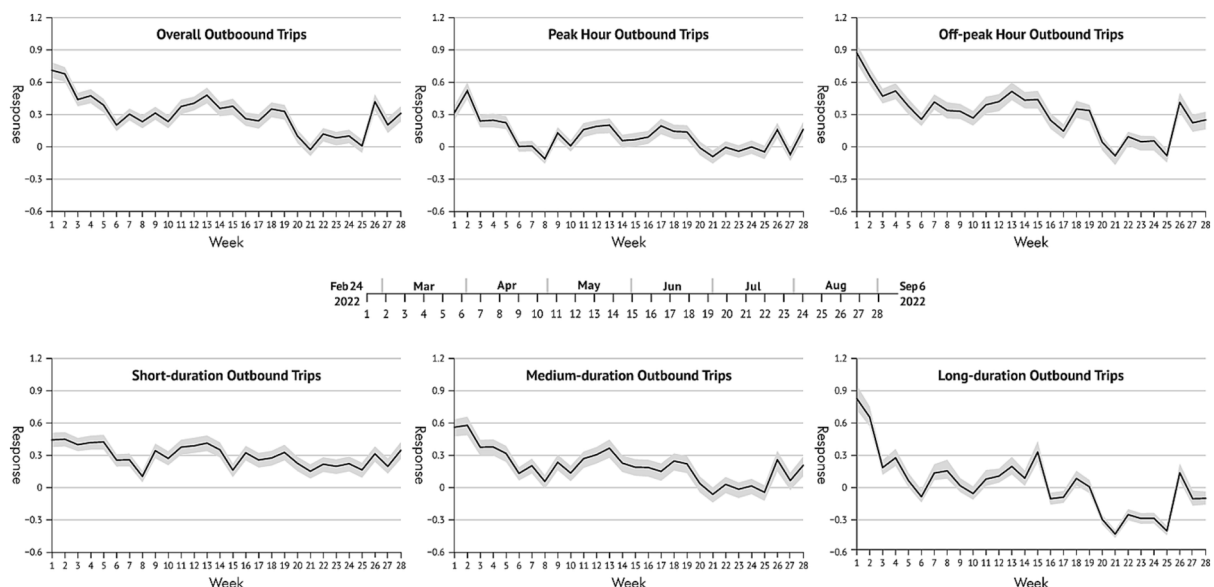 Overall Outboound Trips
1.2
0.9
0.6
0.3
0
−0.3
−0.6
Response
1 2 3 4 5 6 7 8 9 10 11 12 13 14 15 16 17 18 19 20 21 22 23 24 25 26 27 28
Week
Peak Hour Outbound Trips
1.2
0.9
0.6
0.3
0
−0.3
−0.6
Response
1 2 3 4 5 6 7 8 9 10 11 12 13 14 15 16 17 18 19 20 21 22 23 24 25 26 27 28
Week
Off-peak Hour Outbound Trips
1.2
0.9
0.6
0.3
0
−0.3
−0.6
Response
1 2 3 4 5 6 7 8 9 10 11 12 13 14 15 16 17 18 19 20 21 22 23 24 25 26 27 28
Week
Feb 24 Mar Apr May Jun Jul Aug Sep 6
2022 2022
1 2 3 4 5 6 7 8 9 10 11 12 13 14 15 16 17 18 19 20 21 22 23 24 25 26 27 28
Short-duration Outbound Trips
1.2
0.9
0.6
0.3
0
−0.3
−0.6
Response
1 2 3 4 5 6 7 8 9 10 11 12 13 14 15 16 17 18 19 20 21 22 23 24 25 26 27 28
Week
Medium-duration Outbound Trips
1.2
0.9
0.6
0.3
0
−0.3
−0.6
Response
1 2 3 4 5 6 7 8 9 10 11 12 13 14 15 16 17 18 19 20 21 22 23 24 25 26 27 28
Week
Long-duration Outbound Trips
1.2
0.9
0.6
0.3
0
−0.3
−0.6
Response
1 2 3 4 5 6 7 8 9 10 11 12 13 14 15 16 17 18 19 20 21 22 23 24 25 26 27 28
Week